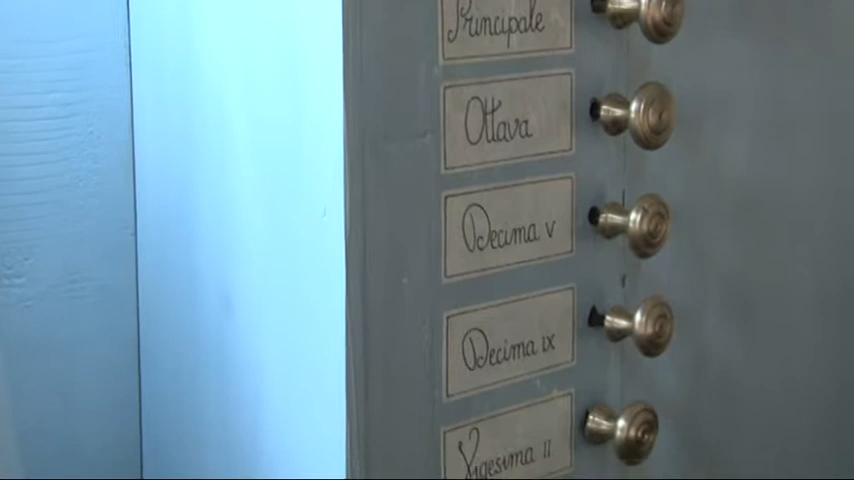 Principale
Ottava
Decima V
Decima IX
Vigesima II